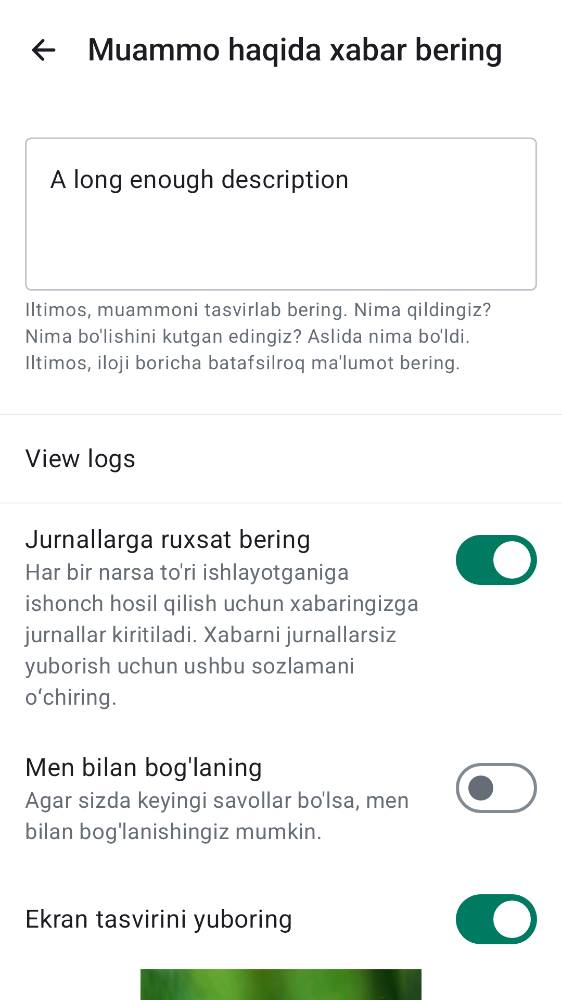 Muammo haqida xabar bering
A long enough description
Iltimos, muammoni tasvirlab bering. Nima qildingiz?
Nima bo'lishini kutgan edingiz? Aslida nima bo'ldi.
Iltimos, iloji boricha batafsilroq ma'lumot bering.
View logs
Jurnallarga ruxsat bering
Har bir narsa to'ri ishlayotganiga
ishonch hosil qilish uchun xabaringizga
jurnallar kiritiladi. Xabarni jurnallarsiz
yuborish uchun ushbu sozlamani
oʻchiring.
Men bilan bog'laning
Agar sizda keyingi savollar bo'lsa, men
bilan bog'lanishingiz mumkin.
Ekran tasvirini yuboring